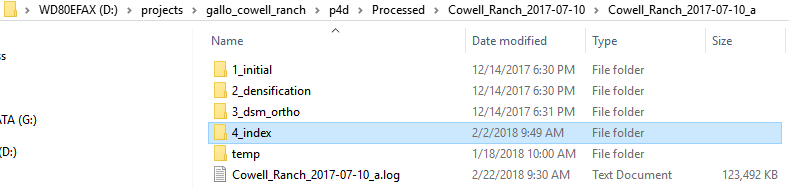 WD80EFAX (D:) > projects > gallo_cowell_ranch > p4d > Processed > Cowell_Ranch_2017-07-10 > Cowell_Ranch_2017-07-10_a
Name Date modified Type Size
1_initial 12/14/2017 6:30 PM File folder
2_densification 12/14/2017 6:30 PM File folder
3_dsm_ortho 12/14/2017 6:31 PM File folder
4_index 2/2/2018 9:49 AM File folder
temp 1/18/2018 10:00 AM File folder
Cowell_Ranch_2017-07-10_a.log 2/22/2018 9:30 AM Text Document 123,492 KB
ATA (G:)
(D:)